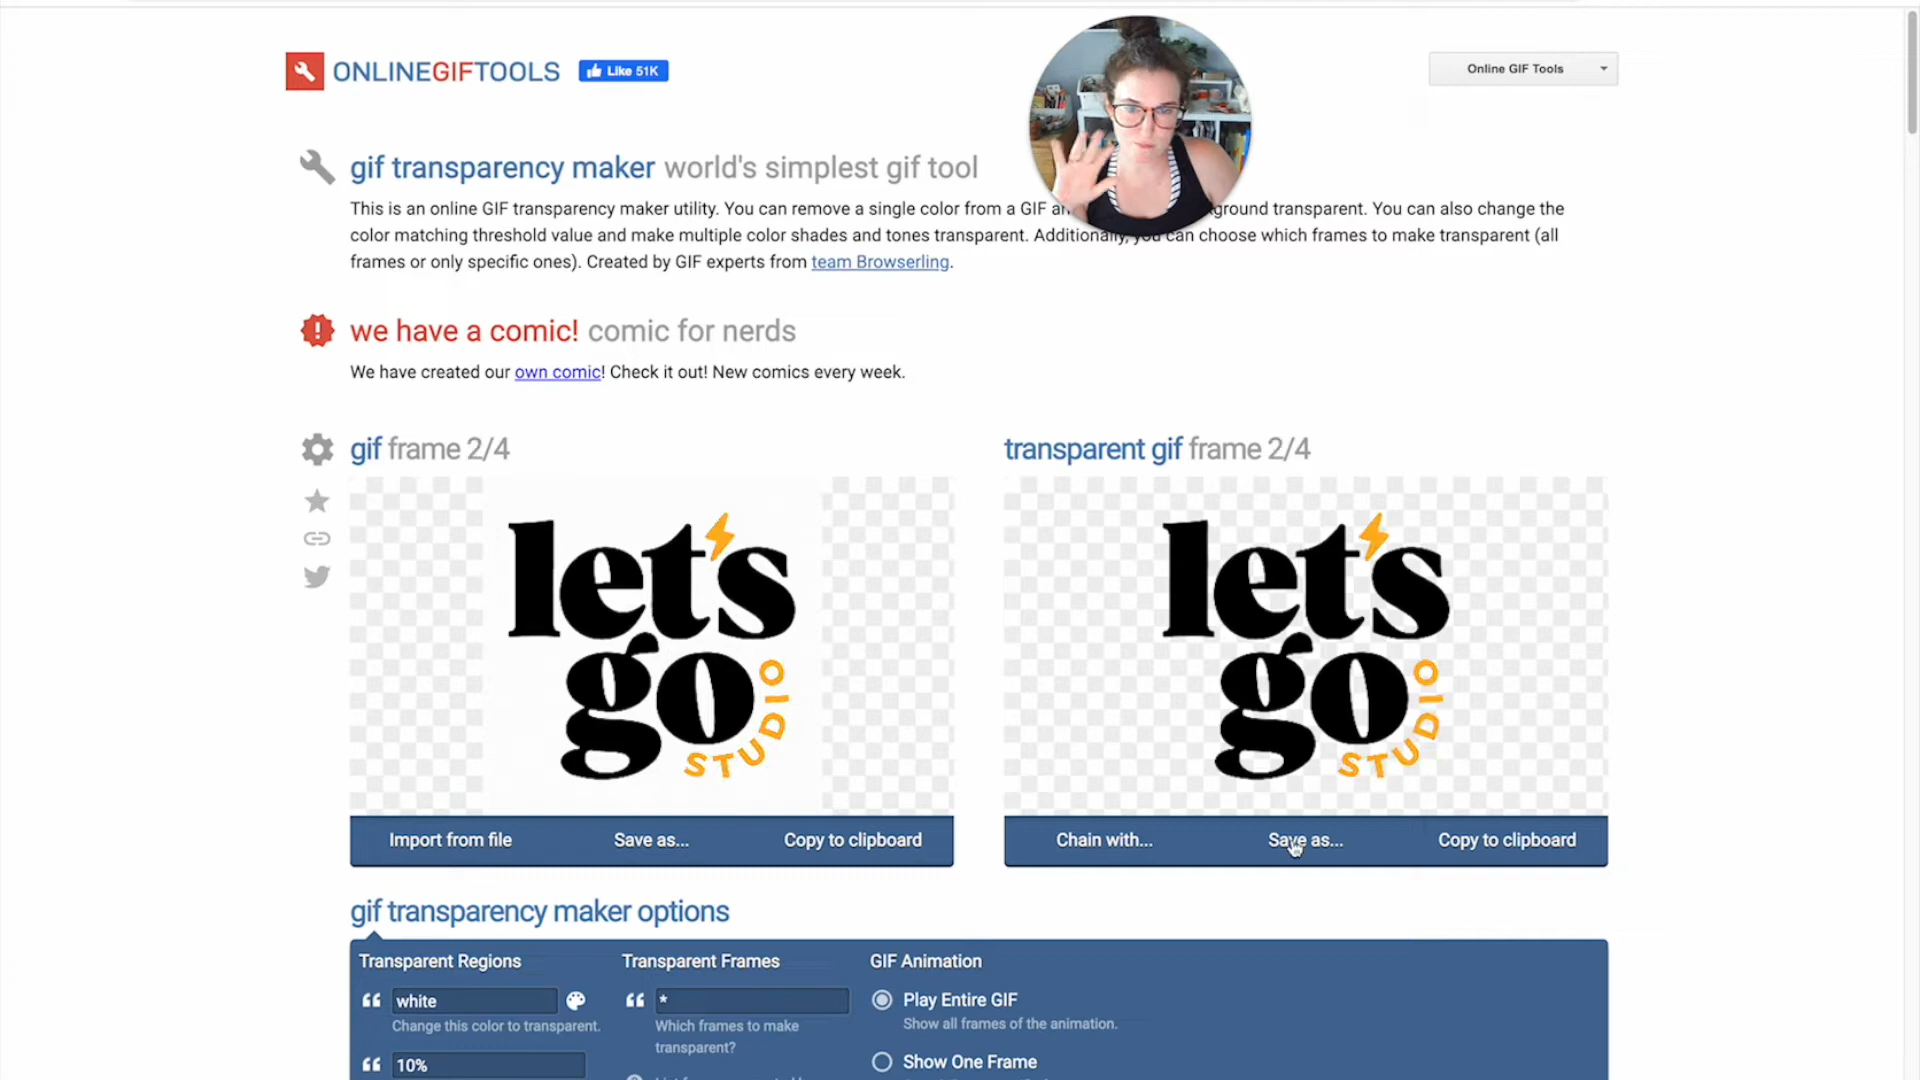 ONLINEGIFTOOLS
Like 51K
Online GIF Tools
gif transparency maker world's simplest gif tool
This is an online GIF transparency maker utility. You can remove a single color from a GIF an ground transparent. You can also change the
color matching threshold value and make multiple color shades and tones transparent. Additionally, you can choose which frames to make transparent (all
frames or only specific ones). Created by GIF experts from team Browserling.
we have a comic! comic for nerds
We have created our own comic! Check it out! New comics every week.
gif frame 2/4
transparent gif frame 2/4
let's
go
STUDIO
let's
go
STUDIO
Import from file
Save as...
Copy to clipboard
Chain with...
Save as...
Copy to clipboard
gif transparency maker options
Transparent Regions
Transparent Frames
GIF Animation
white
*
Play Entire GIF
Change this color to transparent.
Which frames to make
transparent?
Show all frames of the animation.
10%
Show One Frame